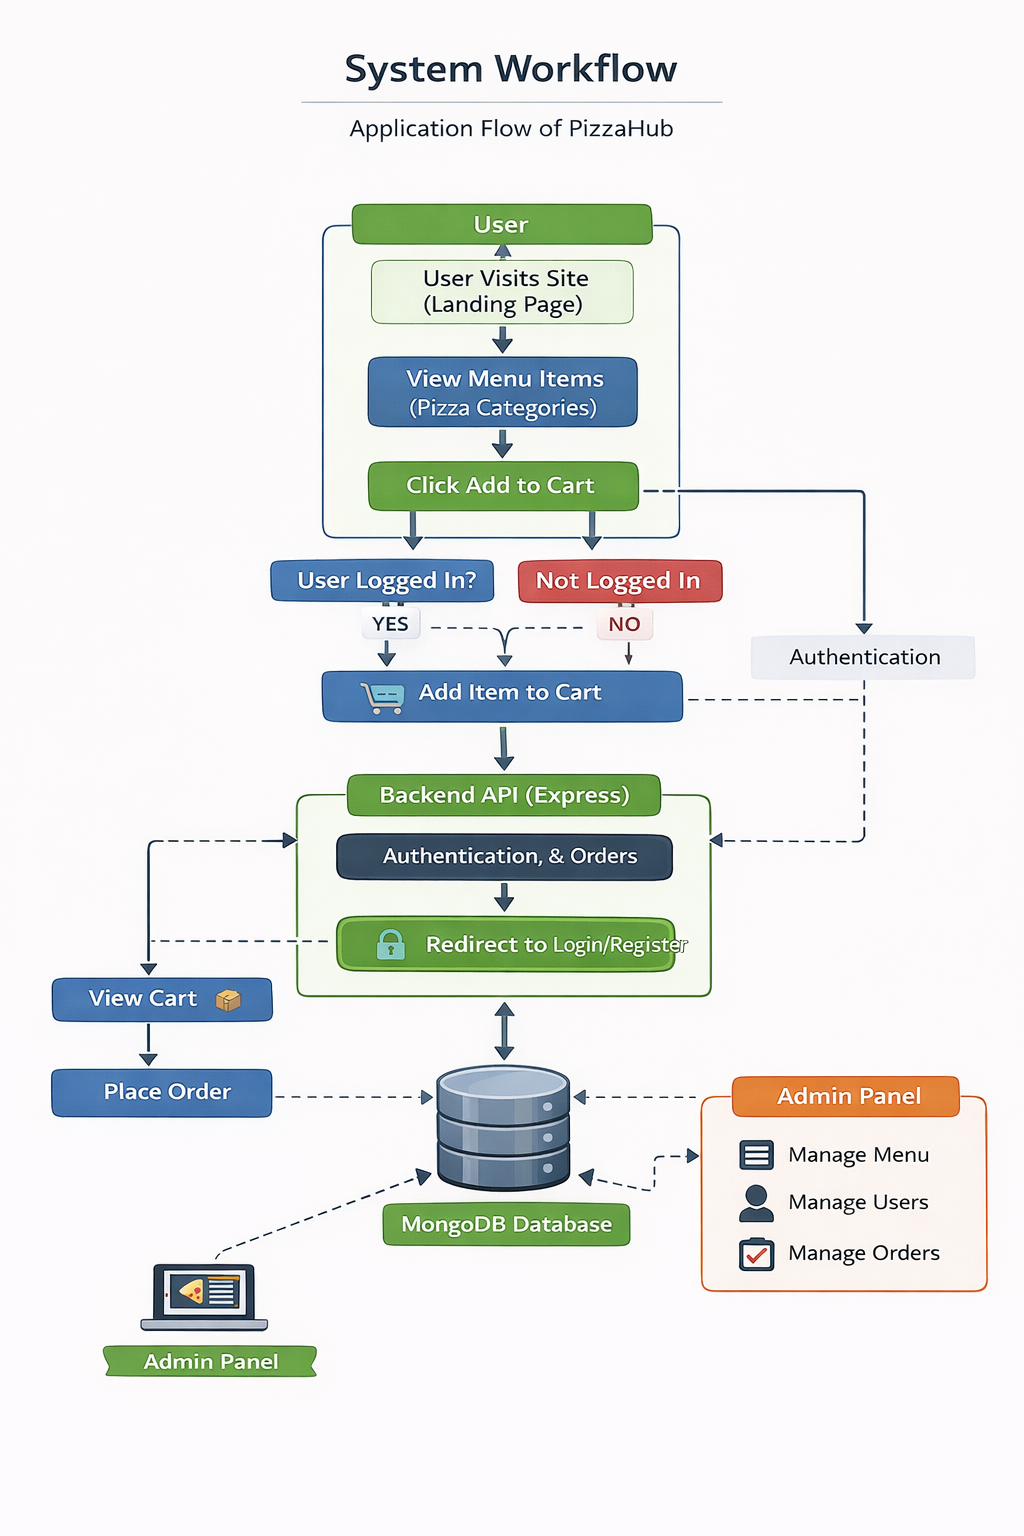 System Workflow
Application Flow of PizzaHub
User
User Visits Site
(Landing Page)
View Menu Items
(Pizza Categories)
Click Add to Cart
User Logged In?
Not Logged In
YES
NO
Authentication
Add Item to Cart
Backend API (Express)
Authentication, & Orders
Redirect to Login/Register
View Cart
Place Order
Admin Panel
Manage Menu
Manage Users
Manage Orders
MongoDB Database
Admin Panel